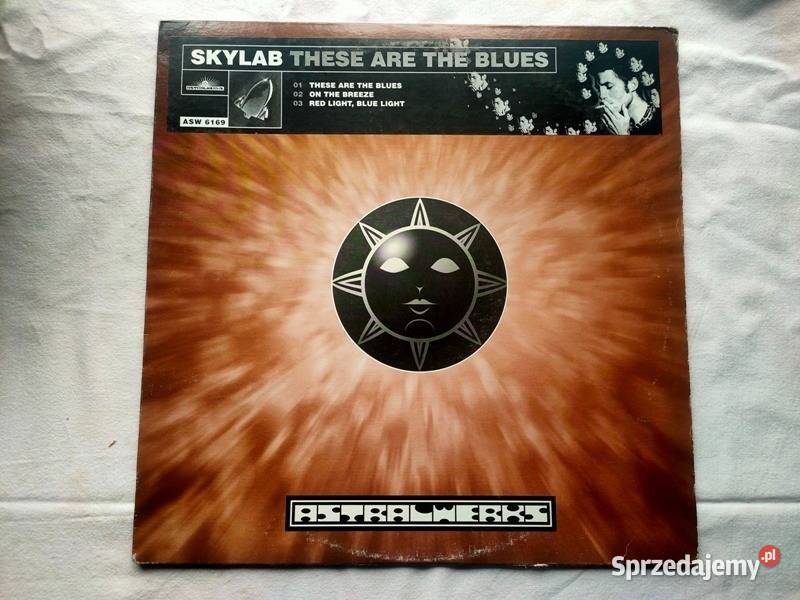 SKYLAB THESE ARE THE BLUES
01 THESE ARE THE BLUES
02 ON THE BREEZE
03 RED LIGHT, BLUE LIGHT
ASW 6169
ASTRALWERKS
Sprzedajemy.pl